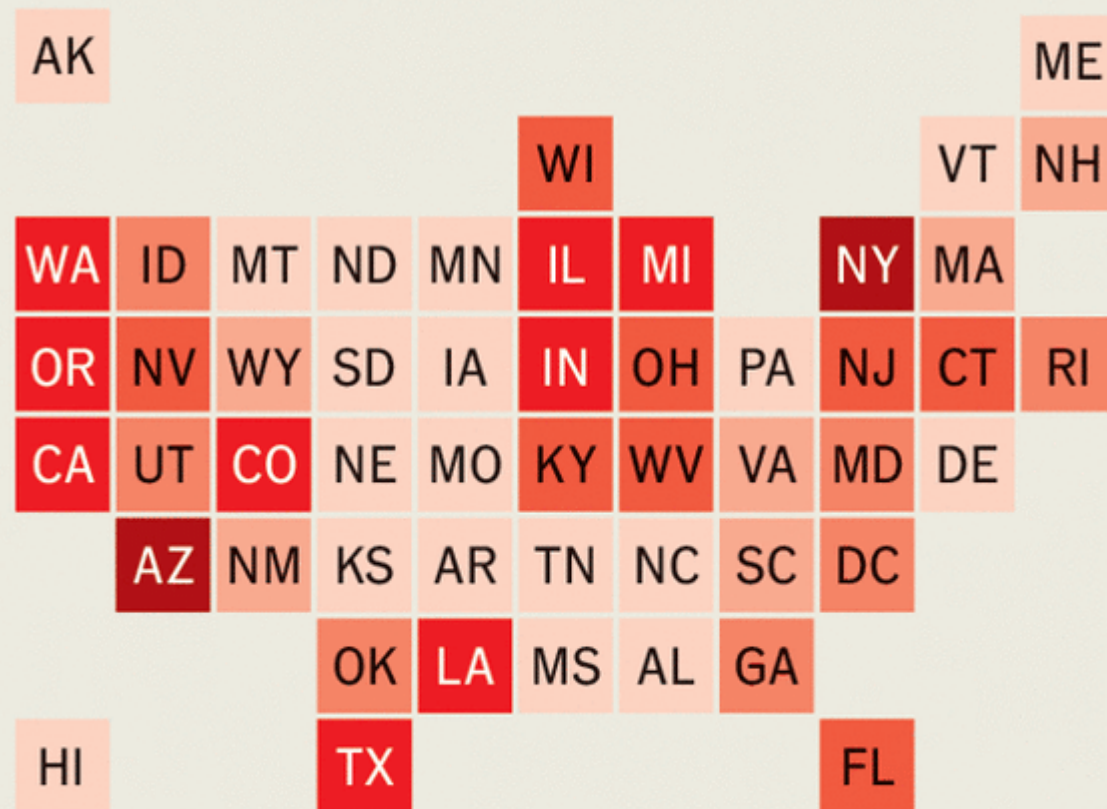 AK ME
WI VT NH
WA ID MT ND MN IL MI NY MA
OR NV WY SD IA IN OH PA NJ CT RI
CA UT CO NE MO KY WV VA MD DE
AZ NM KS AR TN NC SC DC
OK LA MS AL GA
HI TX FL